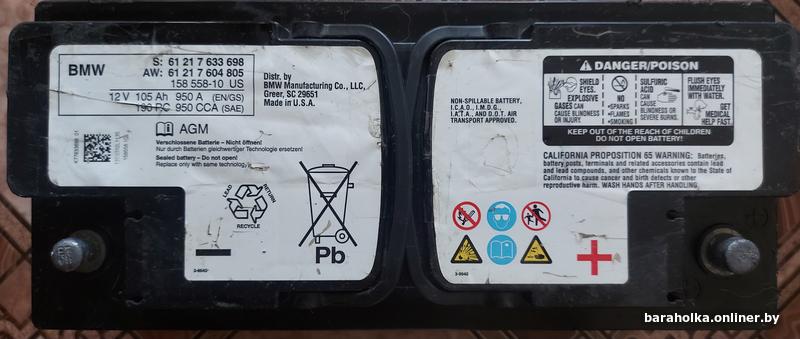 BMW
S: 61 21 7 633 698
AW: 61 21 7 604 805
158 558-10 US
12 V 105 Ah 950 A (EN/GS)
190 RC 950 CCA (SAE)
Distr. by
BMW Manufacturing Co., LLC,
Greer, SC 29651
Made in U.S.A.
AGM
Verschlossene Batterie – Nicht öffnen!
Nur durch Batterien gleichwertiger Technologie ersetzen!
Sealed battery – Do not open!
Replace only with same technology
LEAD
RETURN
RECYCLE
Pb
NON-SPILLABLE BATTERY,
I.C.A.O., I.M.D.G.,
I.A.T.A., AND D.O.T. AIR
TRANSPORT APPROVED.
DANGER/POISON
SHIELD
EYES.
EXPLOSIVE
GASES CAN
CAUSE BLINDNESS
OR INJURY.
NO
•SPARKS
•FLAMES
•SMOKING
SULFURIC
ACID
CAN
CAUSE
BLINDNESS OR
SEVERE BURNS.
FLUSH EYES
IMMEDIATELY
WITH WATER.
GET
MEDICAL
HELP FAST.
KEEP OUT OF THE REACH OF CHILDREN
DO NOT OPEN BATTERY!
CALIFORNIA PROPOSITION 65 WARNING: Batteries,
battery posts, terminals and related accessories contain lead
and lead compounds, and other chemicals known to the State of
California to cause cancer and birth defects or other
reproductive harm. WASH HANDS AFTER HANDLING.
baraholka.onliner.by